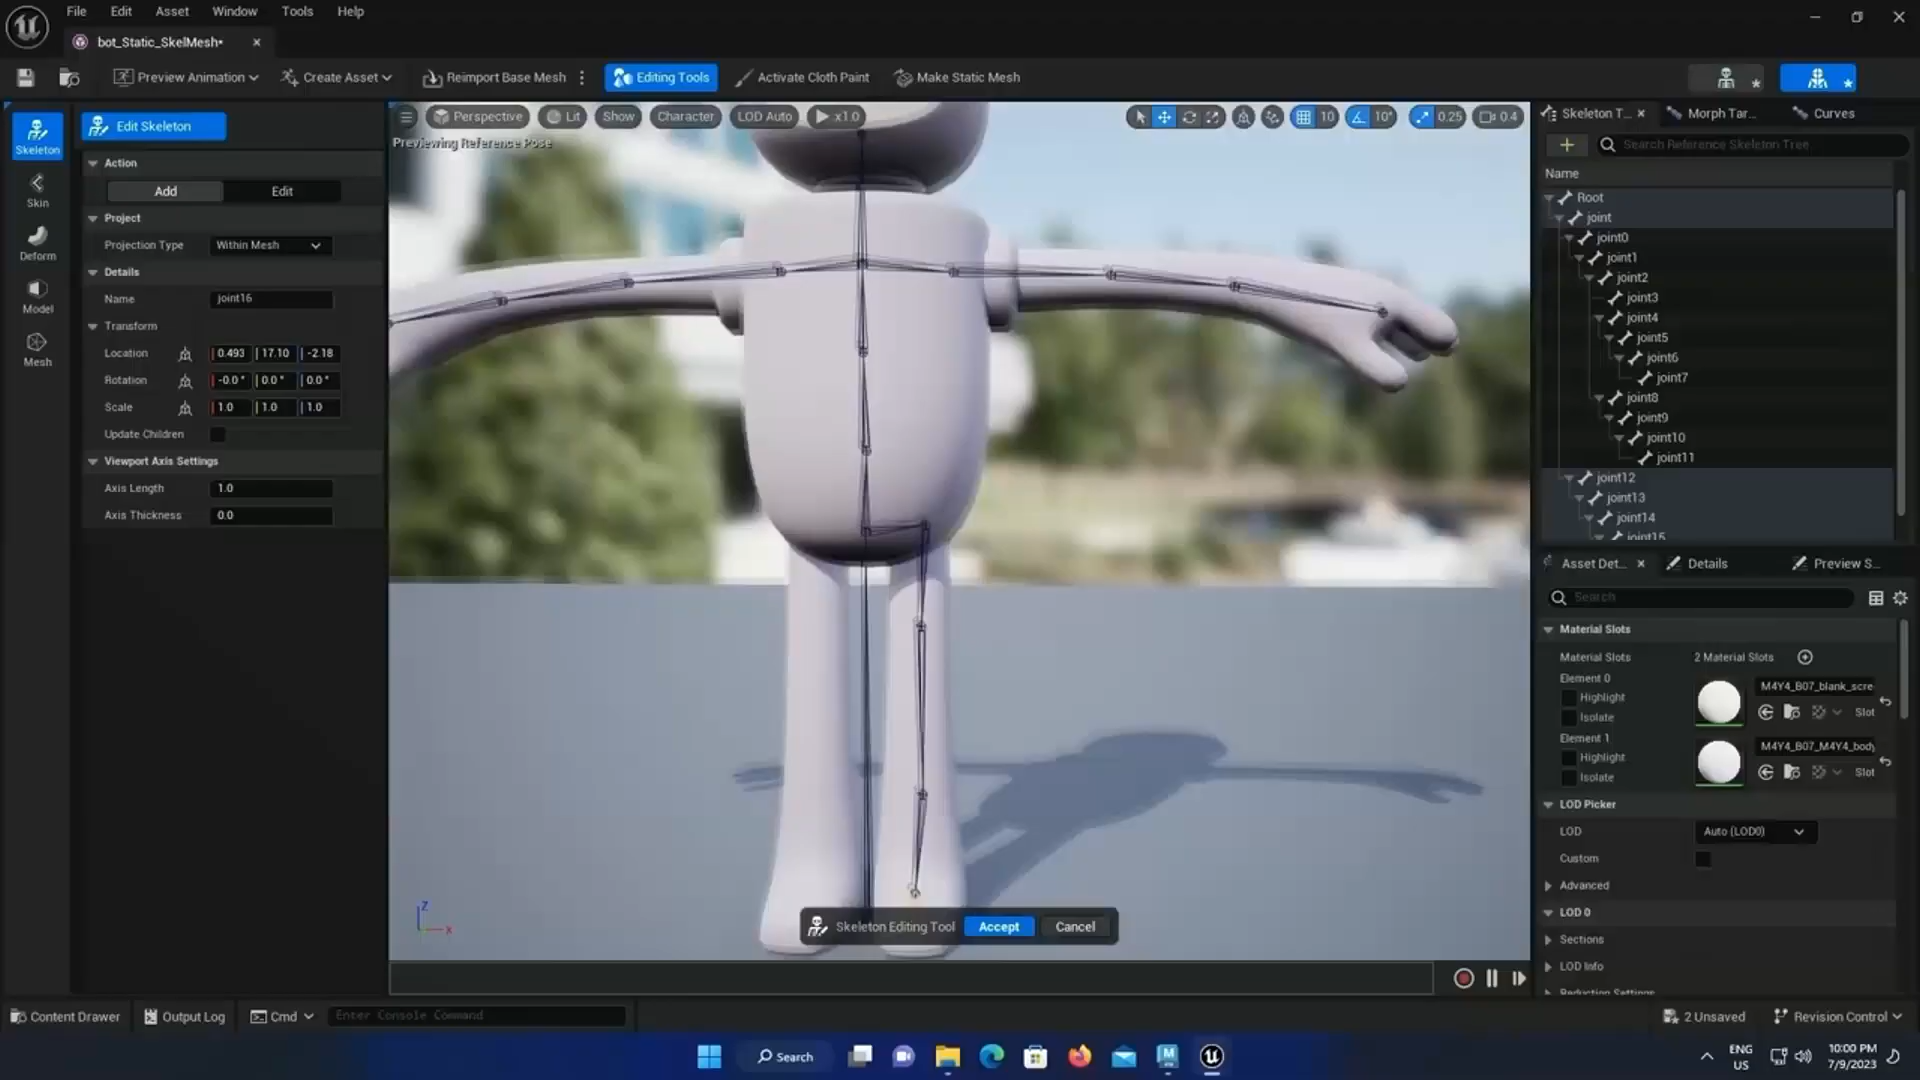 File Edit Asset Window Tools Help
bot_Static_SkelMesh•
Preview Animation Create Asset Reimport Base Mesh Editing Tools Activate Cloth Paint Make Static Mesh
Skeleton
Skin
Deform
Model
Mesh
Edit Skeleton
Action
Add Edit
Project
Projection Type Within Mesh
Details
Name joint16
Transform
Location 0.493 17.10 -2.18
Rotation -0.0° 0.0° 0.0°
Scale 1.0 1.0 1.0
Update Children
Viewport Axis Settings
Axis Length 1.0
Axis Thickness 0.0
Perspective Lit Show Character LOD Auto x1.0 10 10° 0.25 0.4
Previewing Reference Pose
Z
X
Skeleton Editing Tool Accept Cancel
Skeleton T... Morph Tar... Curves
Search Reference Skeleton Tree
Name
Root
joint
joint0
joint1
joint2
joint3
joint4
joint5
joint6
joint7
joint8
joint9
joint10
joint11
joint12
joint13
joint14
joint15
Asset Det... Details Preview S...
Search
Material Slots
Material Slots 2 Material Slots
Element 0
Highlight
Isolate
M4Y4_B07_blank_scre
Slot
Element 1
Highlight
Isolate
M4Y4_B07_M4Y4_body
Slot
LOD Picker
LOD Auto (LOD0)
Custom
Advanced
LOD 0
Sections
LOD Info
Reduction Settings
Content Drawer Output Log Cmd Enter Console Command 2 Unsaved Revision Control
Search
ENG
US
10:00 PM
7/9/2023